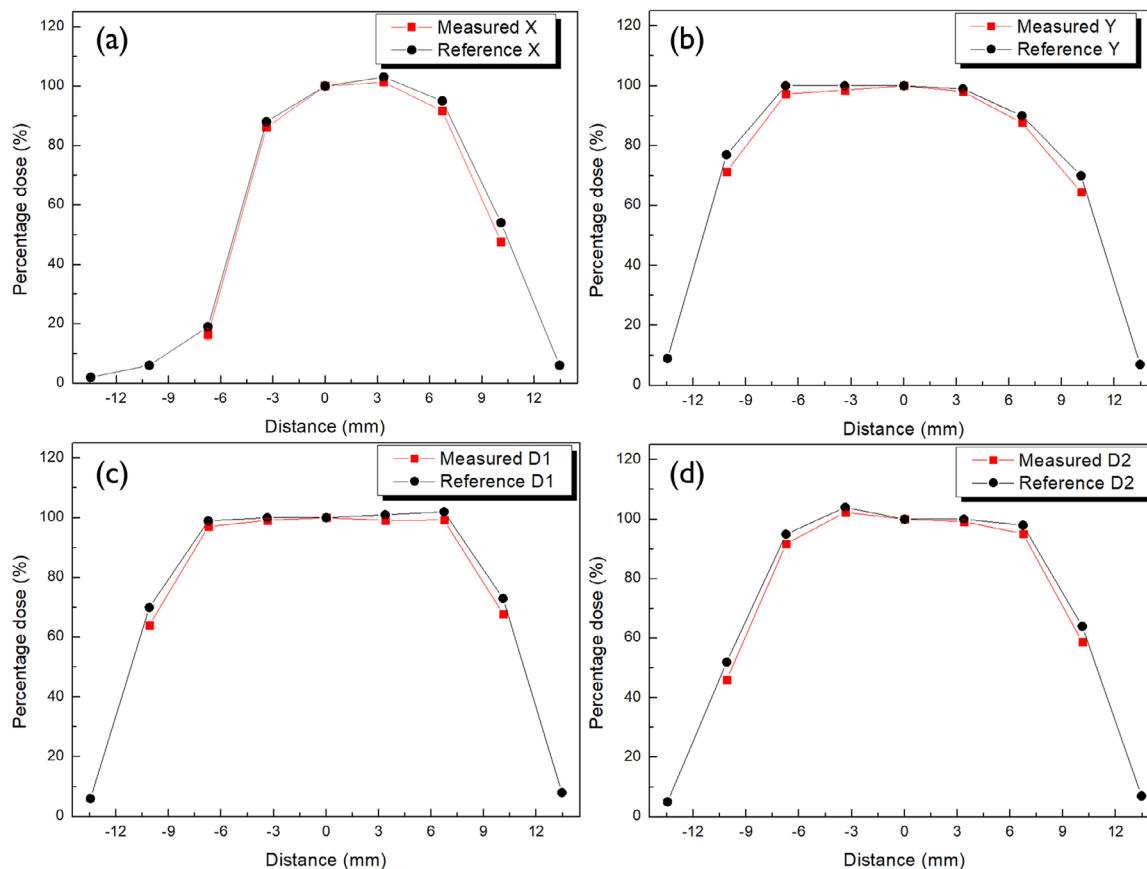 (a)
Measured X
Reference X
120
100
80
60
40
20
0
Percentage dose (%)
-12 -9 -6 -3 0 3 6 9 12
Distance (mm)
(b)
Measured Y
Reference Y
120
100
80
60
40
20
0
Percentage dose (%)
-12 -9 -6 -3 0 3 6 9 12
Distance (mm)
(c)
Measured D1
Reference D1
120
100
80
60
40
20
0
Percentage dose (%)
-12 -9 -6 -3 0 3 6 9 12
Distance (mm)
(d)
Measured D2
Reference D2
120
100
80
60
40
20
0
Percentage dose (%)
-12 -9 -6 -3 0 3 6 9 12
Distance (mm)